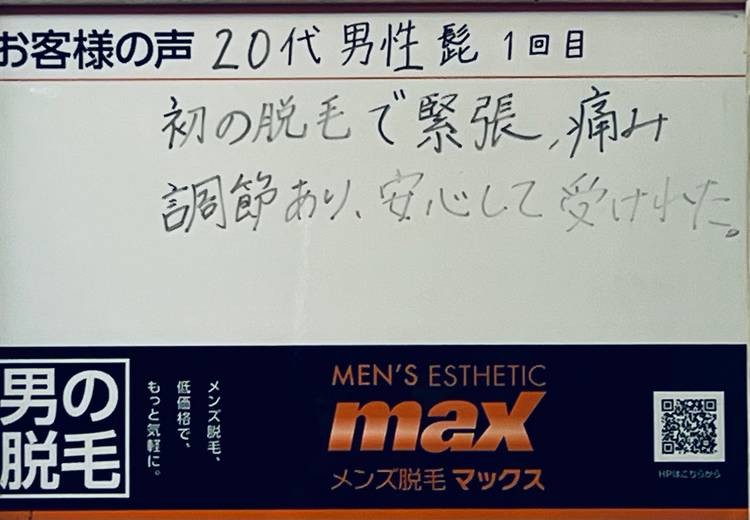 お客様の声 20代 男性 髭 1回目
初の脱毛で緊張、痛み
調節あり、安心して受けれた。
男の
脱毛
メンズ脱毛、
低価格で、
もっと気軽に。
MEN'S ESTHETIC
max
メンズ脱毛 マックス
HPはこちらから